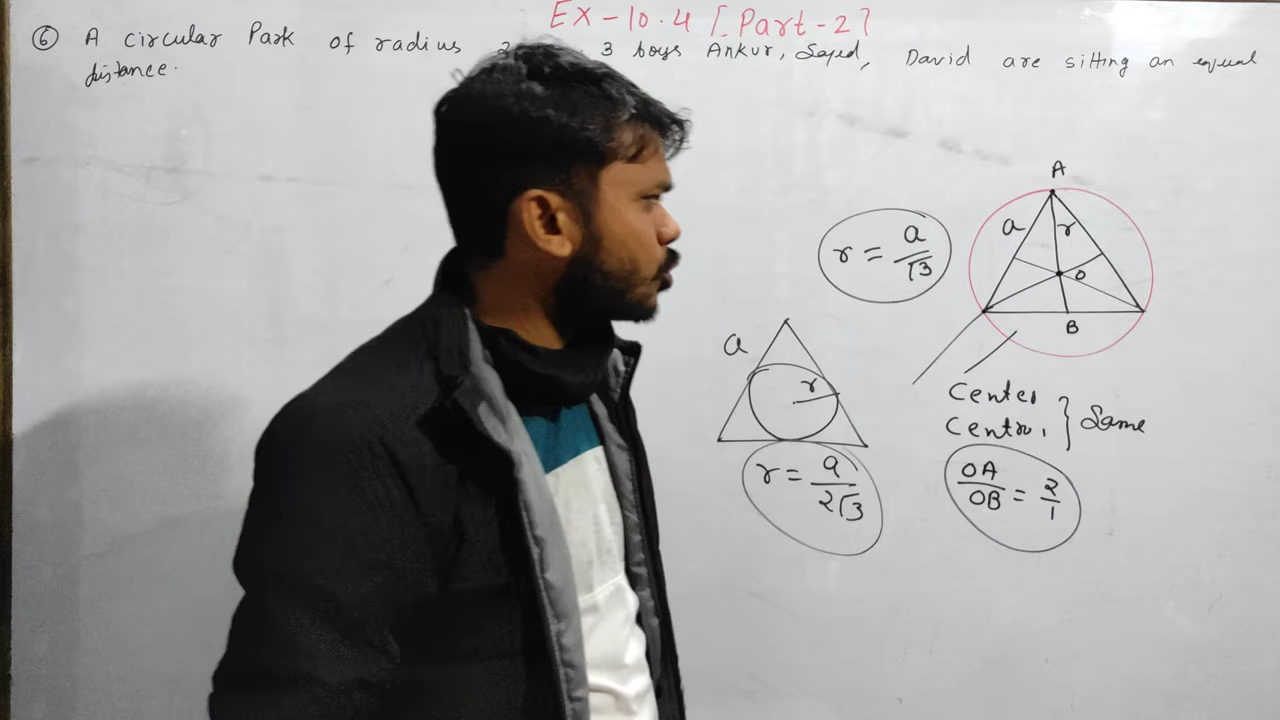 Ex-10.4 [Part-2]
⑥ A circular Park of radius 3 boys Ankur, Syed, David are sitting an equal
distance.
A
a
r
r = a/√3
O
B
a
r
Center
Centro.
} Same
r = a/2√3
OA/OB = 2/1